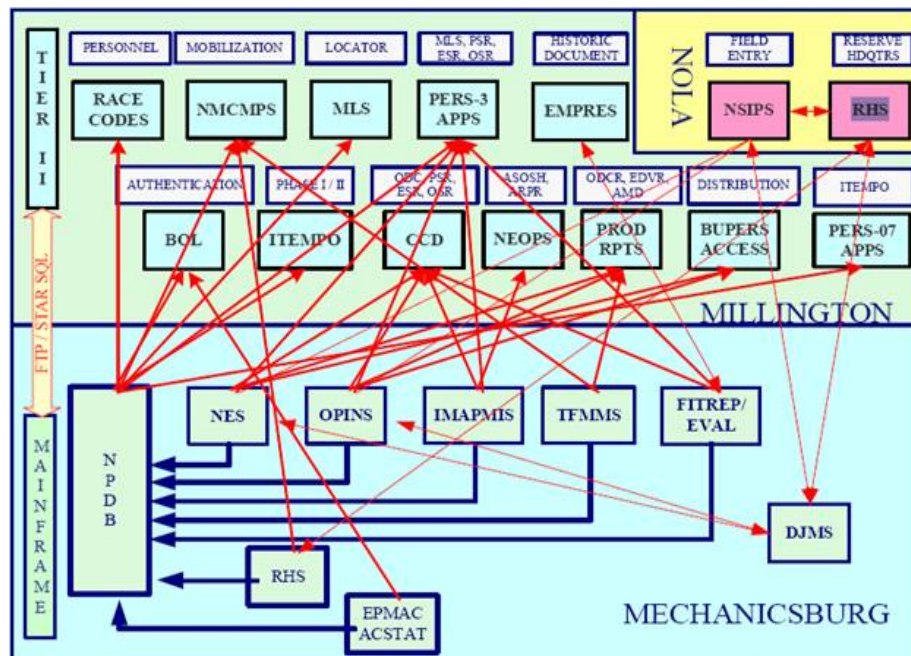 PERSONNEL
MOBILIZATION
LOCATOR
MLS, PSR,
ESR, OSR
HISTORIC
DOCUMENT
FIELD
ENTRY
RESERVE
HDQTRS
RACE
CODES
NMCMPS
MLS
PERS-3
APPS
EMPRES
NOLA
NSIPS
RHS
TIER II
AUTHENTICATION
PHASE I / II
ODC, PSR,
ESR, OSR
ASOSH,
ARPR
ODCR, EDVR,
AMD
DISTRIBUTION
ITEMPO
BOL
ITEMPO
CCD
NEOPS
PROD
RPTS
BUPERS
ACCESS
PERS-07
APPS
MILLINGTON
FTP / STAR SQL
MAINFRAME
NPDB
NES
OPINS
IMAPMIS
TFMMS
FITREP/
EVAL
DJMS
RHS
EPMAC
ACSTAT
MECHANICSBURG